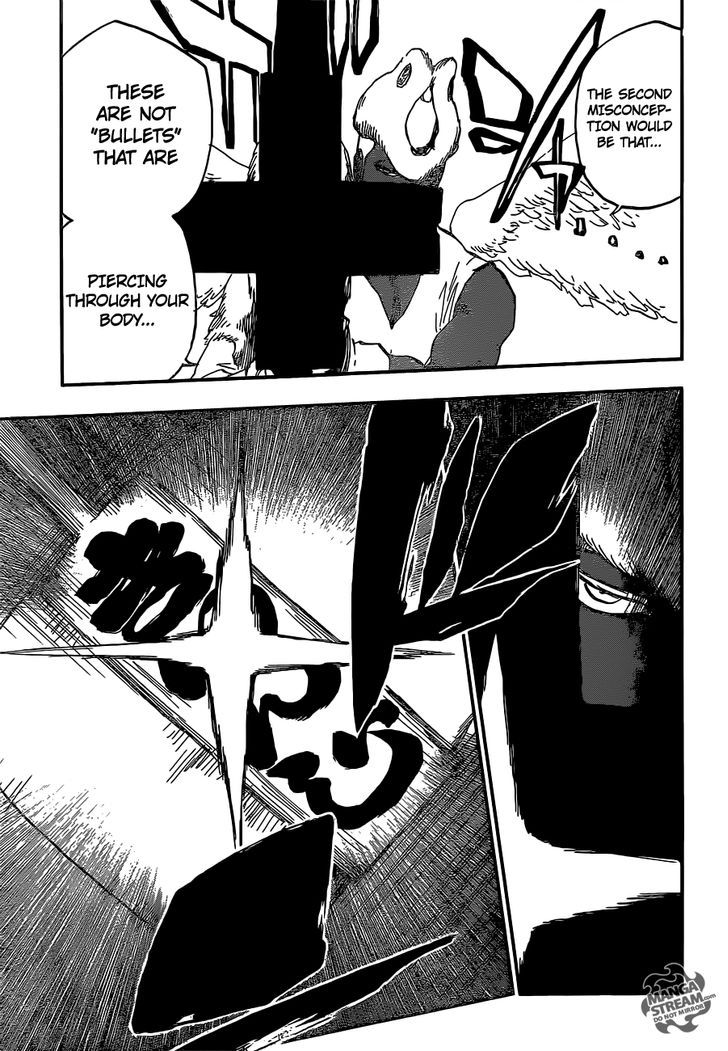 THE SECOND
MISCONCEP-
TION WOULD
BE THAT...
THESE
ARE NOT
"BULLETS"
THAT ARE
PIERCING
THROUGH YOUR
BODY...
MANGA
STREAM.COM
DO NOT MIRROR